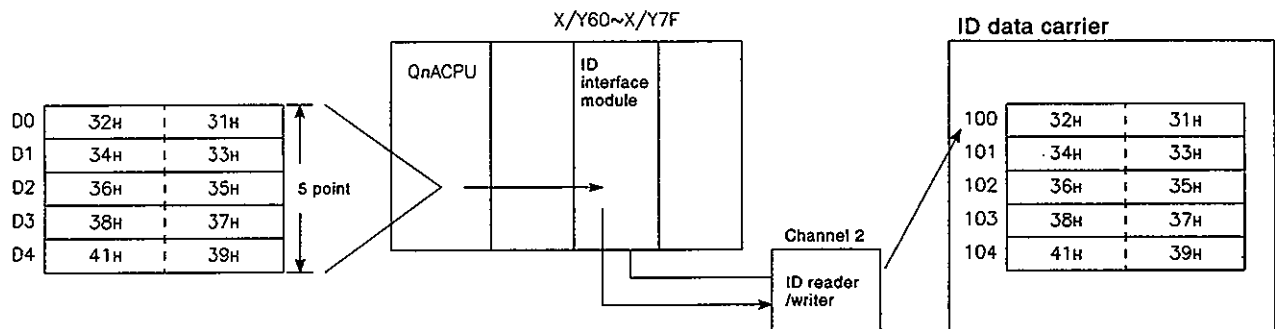 X/Y60~X/Y7F
ID data carrier
QnACPU
ID
interface
module
D0 32H 31H
D1 34H 33H
D2 36H 35H
D3 38H 37H
D4 41H 39H
5 point
100 32H 31H
101 34H 33H
102 36H 35H
103 38H 37H
104 41H 39H
Channel 2
ID reader
/writer